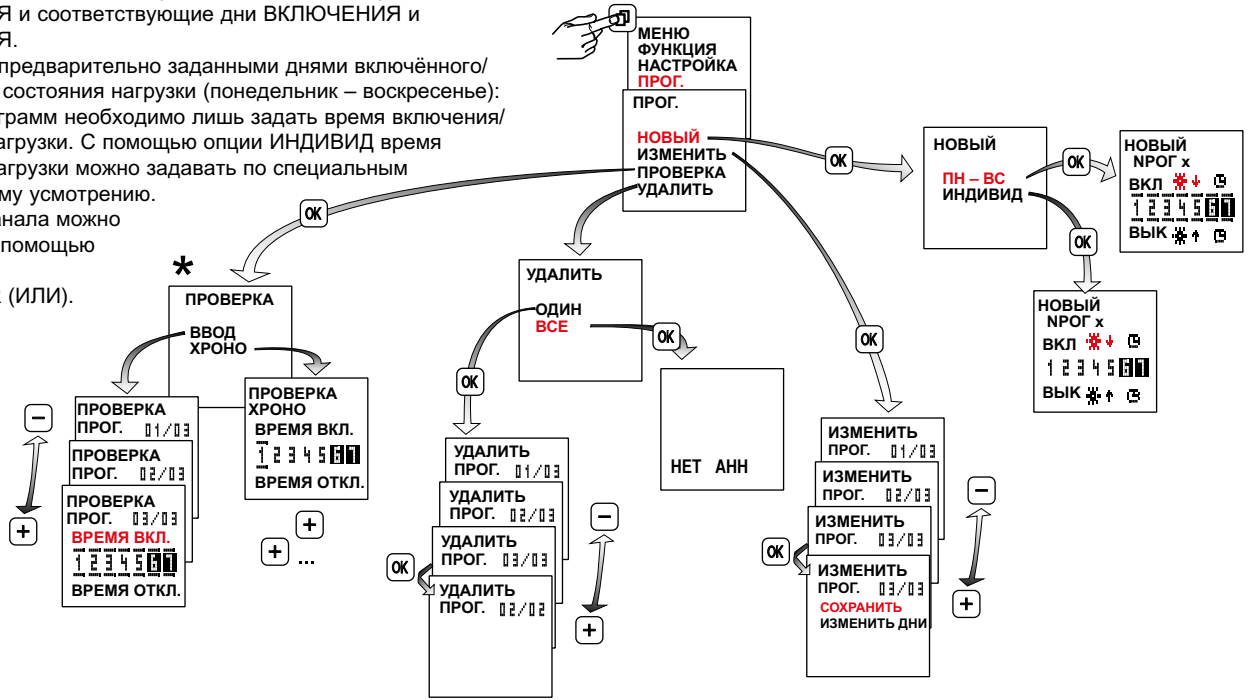 Я и соответствующие дни ВКЛЮЧЕНИЯ и
Я.
предварительно заданными днями включённого/
состояния нагрузки (понедельник – воскресенье):
грамм необходимо лишь задать время включения/
агрузки. С помощью опции ИНДИВИД время
агрузки можно задавать по специальным
му усмотрению.
анала можно
помощью
(ИЛИ).
МЕНЮ
ФУНКЦИЯ
НАСТРОЙКА
ПРОГ.
ПРОГ.
НОВЫЙ
ИЗМЕНИТЬ
ПРОВЕРКА
УДАЛИТЬ
OK
НОВЫЙ
ПН – ВС
ИНДИВИД
OK
НОВЫЙ
NРОГ x
ВКЛ
1 2 3 4 5 6 7
ВЫК
OK
НОВЫЙ
NРОГ x
ВКЛ
1 2 3 4 5 6 7
ВЫК
OK
*
ПРОВЕРКА
ВВОД
ХРОНО
ПРОВЕРКА
ПРОГ. 01/03
ПРОВЕРКА
ПРОГ. 02/03
ПРОВЕРКА
ПРОГ. 03/03
ВРЕМЯ ВКЛ.
1 2 3 4 5 6 7
ВРЕМЯ ОТКЛ.
–
+
ПРОВЕРКА
ХРОНО
ВРЕМЯ ВКЛ.
1 2 3 4 5 6 7
ВРЕМЯ ОТКЛ.
+
+ ...
УДАЛИТЬ
ОДИН
ВСЕ
OK
OK
НЕТ АНН
УДАЛИТЬ
ПРОГ. 01/03
УДАЛИТЬ
ПРОГ. 02/03
УДАЛИТЬ
ПРОГ. 03/03
OK
УДАЛИТЬ
ПРОГ. 02/02
–
+
OK
ИЗМЕНИТЬ
ПРОГ. 01/03
ИЗМЕНИТЬ
ПРОГ. 02/03
ИЗМЕНИТЬ
ПРОГ. 03/03
OK
ИЗМЕНИТЬ
ПРОГ. 03/03
СОХРАНИТЬ
ИЗМЕНИТЬ ДНИ
–
+